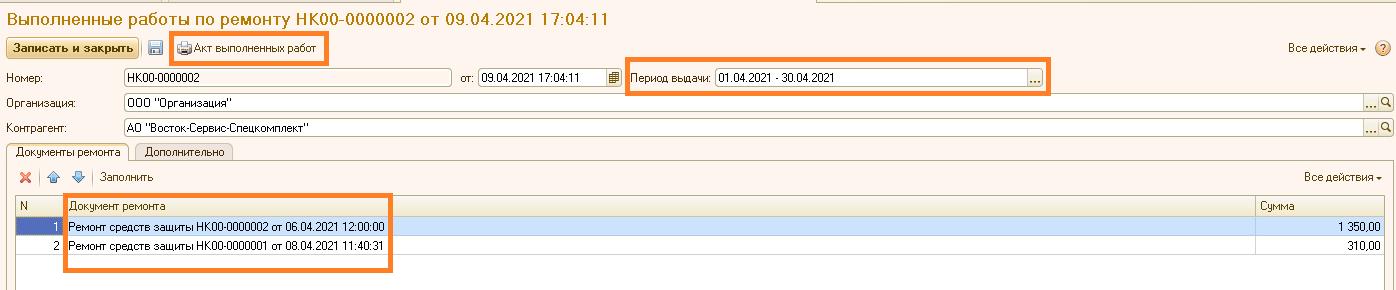 Выполненные работы по ремонту НК00-0000002 от 09.04.2021 17:04:11
Записать и закрыть Акт выполненных работ Все действия ?
Номер: НК00-0000002 от: 09.04.2021 17:04:11 Период выдачи: 01.04.2021 - 30.04.2021 ...
Организация: ООО "Организация" ...
Контрагент: АО "Восток-Сервис-Спецкомплект" ...
Документы ремонта Дополнительно
Заполнить Все действия
N Документ ремонта Сумма
1 Ремонт средств защиты НК00-0000002 от 06.04.2021 12:00:00 1 350,00
2 Ремонт средств защиты НК00-0000001 от 08.04.2021 11:40:31 310,00